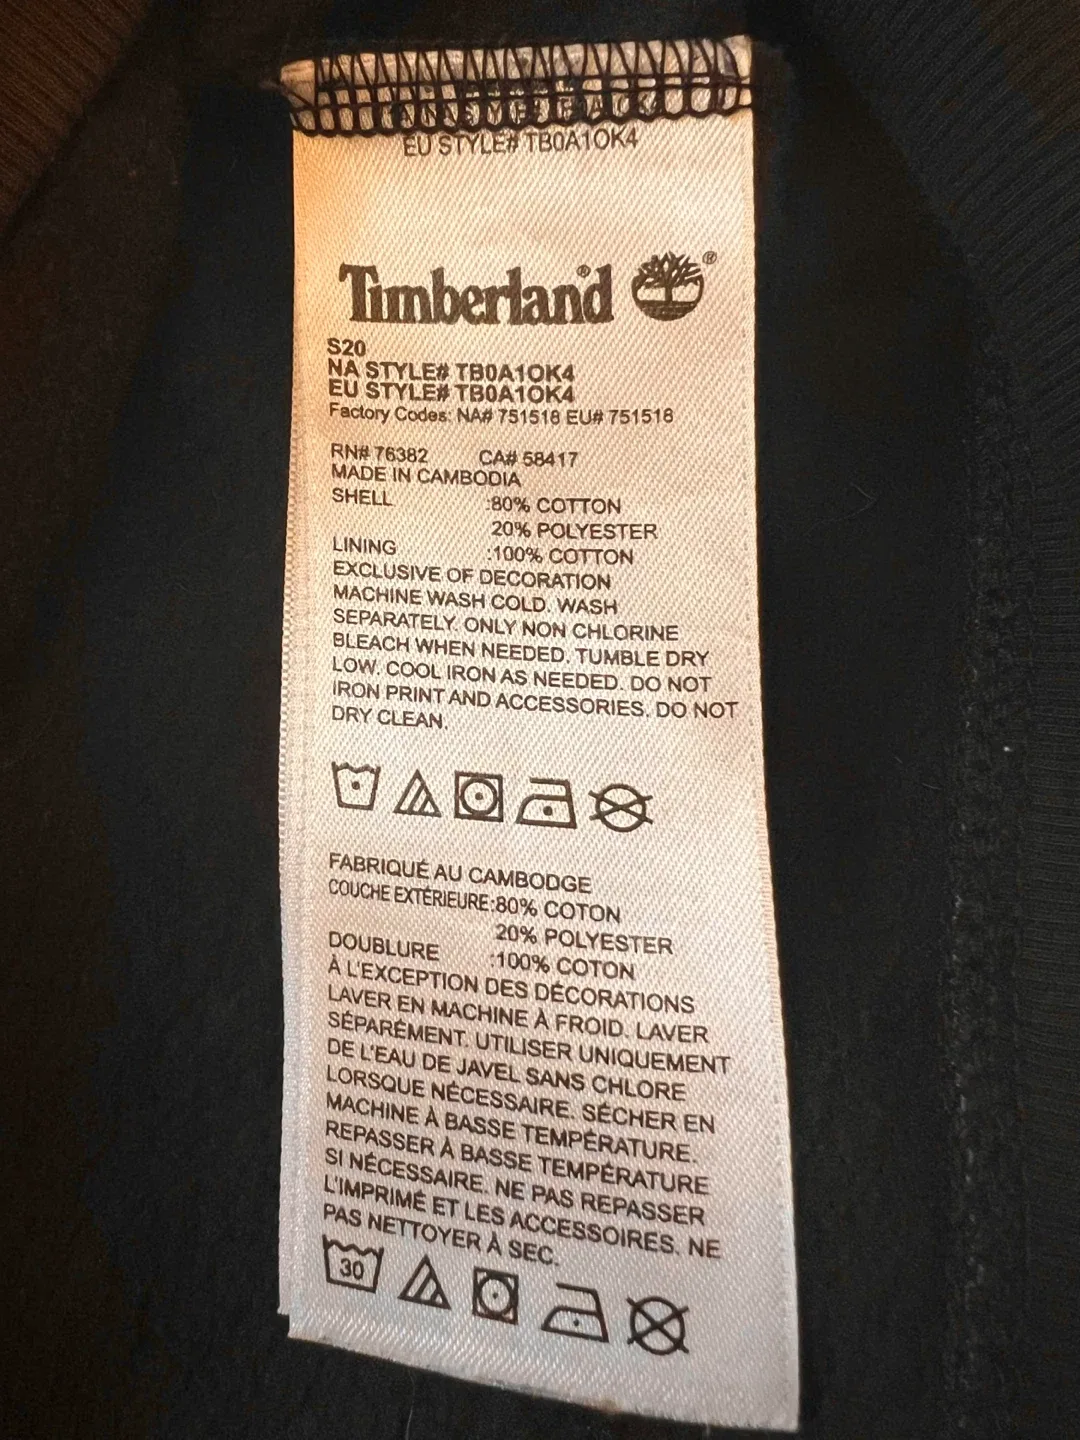 EU STYLE# TB0A1OK4
Timberland® ®
S20
NA STYLE# TB0A1OK4
EU STYLE# TB0A1OK4
Factory Codes: NA# 751518 EU# 751518
RN# 76382 CA# 58417
MADE IN CAMBODIA
SHELL :80% COTTON
20% POLYESTER
LINING :100% COTTON
EXCLUSIVE OF DECORATION
MACHINE WASH COLD. WASH
SEPARATELY. ONLY NON CHLORINE
BLEACH WHEN NEEDED. TUMBLE DRY
LOW. COOL IRON AS NEEDED. DO NOT
IRON PRINT AND ACCESSORIES. DO NOT
DRY CLEAN.
FABRIQUÉ AU CAMBODGE
COUCHE EXTÉRIEURE:80% COTON
20% POLYESTER
DOUBLURE :100% COTON
À L'EXCEPTION DES DÉCORATIONS
LAVER EN MACHINE À FROID. LAVER
SÉPARÉMENT. UTILISER UNIQUEMENT
DE L'EAU DE JAVEL SANS CHLORE
LORSQUE NÉCESSAIRE. SÉCHER EN
MACHINE À BASSE TEMPÉRATURE.
REPASSER À BASSE TEMPÉRATURE
SI NÉCESSAIRE. NE PAS REPASSER
L'IMPRIMÉ ET LES ACCESSOIRES. NE
PAS NETTOYER À SEC.
30